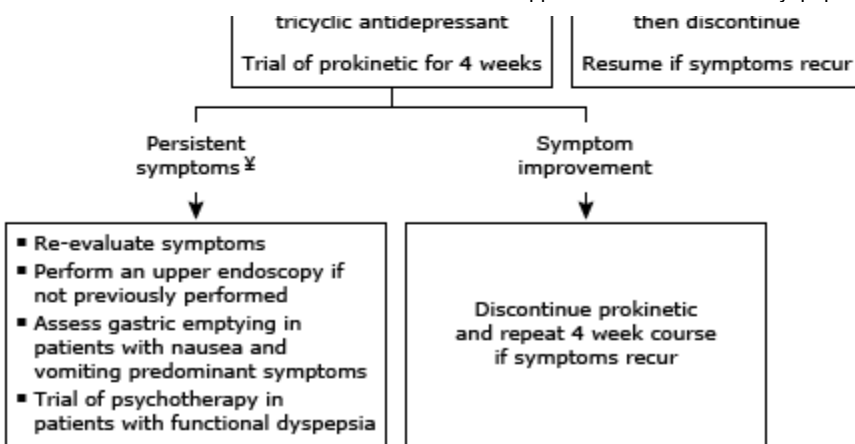 tricyclic antidepressant
Trial of prokinetic for 4 weeks
then discontinue
Resume if symptoms recur
Persistent
symptoms ¥
Symptom
improvement
▪ Re-evaluate symptoms
▪ Perform an upper endoscopy if
not previously performed
▪ Assess gastric emptying in
patients with nausea and
vomiting predominant symptoms
▪ Trial of psychotherapy in
patients with functional dyspepsia
Discontinue prokinetic
and repeat 4 week course
if symptoms recur